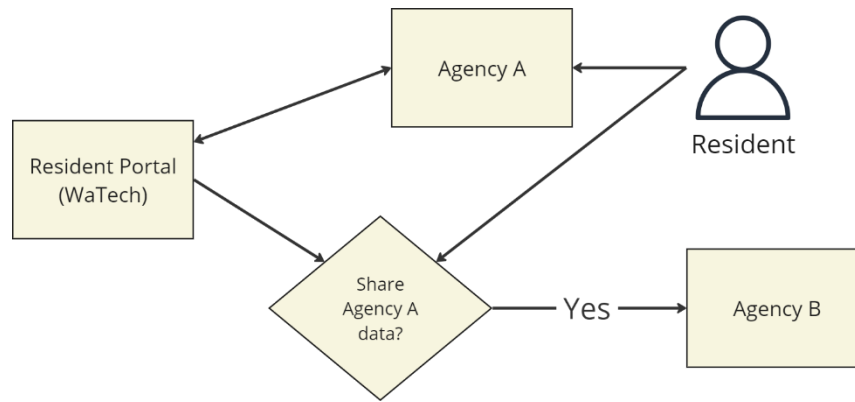 Agency A
Resident
Resident Portal
(WaTech)
Share
Agency A
data?
Yes
Agency B